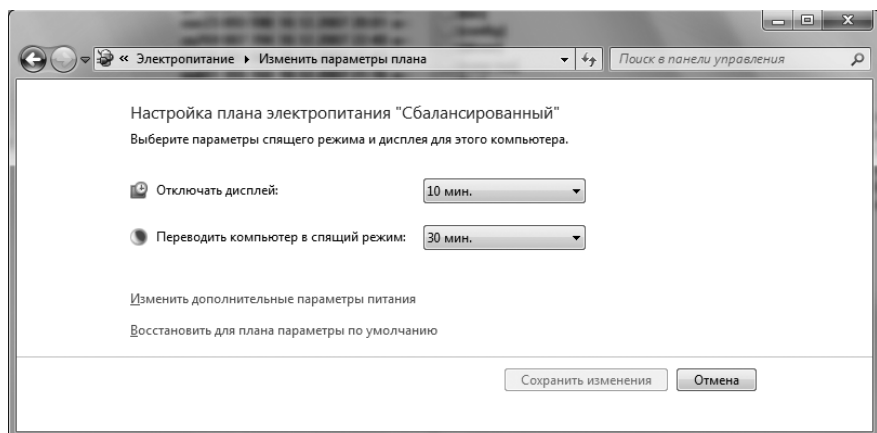 « Электропитание ▸ Изменить параметры плана
Поиск в панели управления
Настройка плана электропитания "Сбалансированный"
Выберите параметры спящего режима и дисплея для этого компьютера.
Отключать дисплей: 10 мин.
Переводить компьютер в спящий режим: 30 мин.
Изменить дополнительные параметры питания
Восстановить для плана параметры по умолчанию
Сохранить изменения Отмена